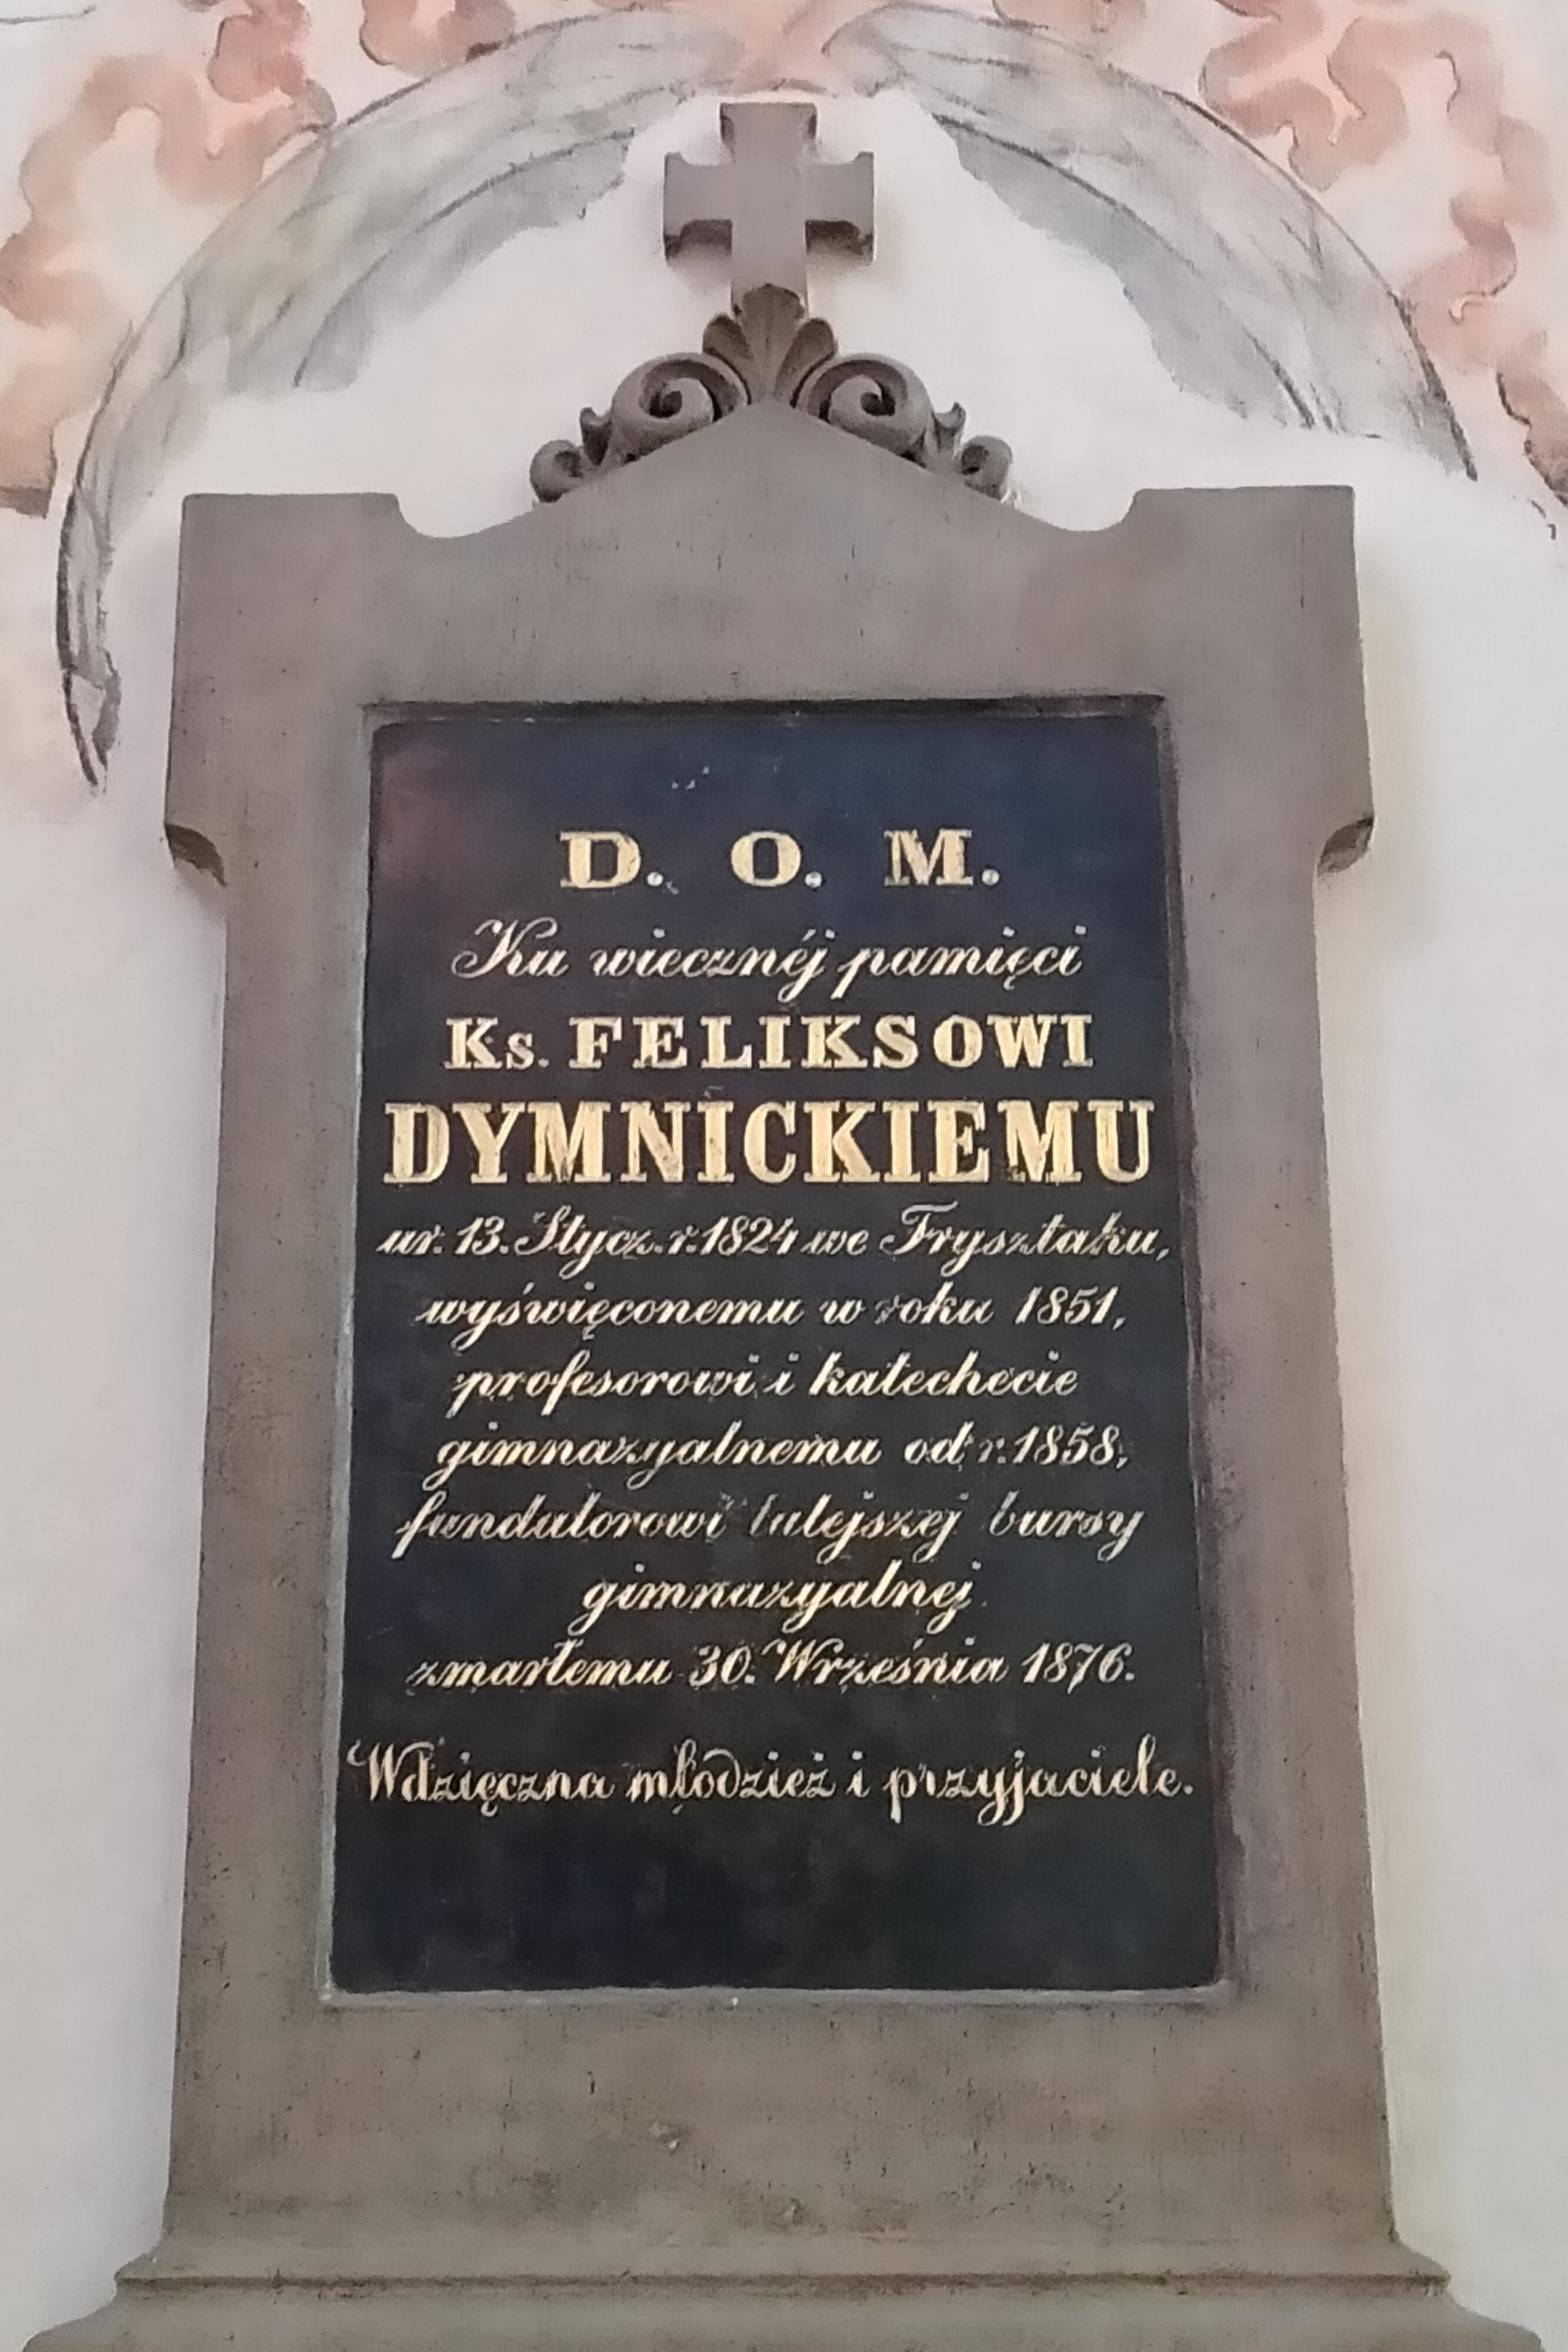 D. O. M.
Ku wiecznéj pamięci
Ks. FELIKSOWI
DYMNICKIEMU
ur. 13. Stycz. r. 1824 we Frysztaku,
wyświęconemu w roku 1851,
profesorowi i katechecie
gimnazyalnemu od r. 1858,
fundatorowi tutejszej bursy
gimnazyalnej
zmarłemu 30. Września 1876.
Wdzięczna młodzież i przyjaciele.